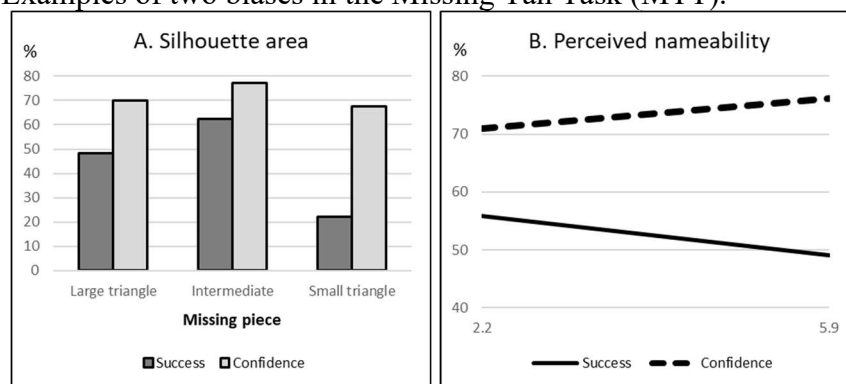 Examples of two biases in the Missing Tan Task (MTT).
A. Silhouette area
%
80
70
60
50
40
30
20
10
0
Large triangle Intermediate Small triangle
Missing piece
Success Confidence
B. Perceived nameability
%
80
70
60
50
40
2.2 5.9
Success Confidence